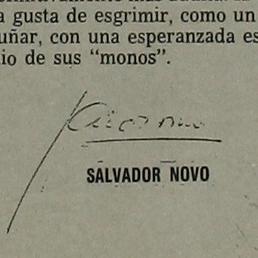 a gusta de esgrimir, como un
uñar, con una esperanzada es
io de sus “monos”.
SALVADOR NOVO